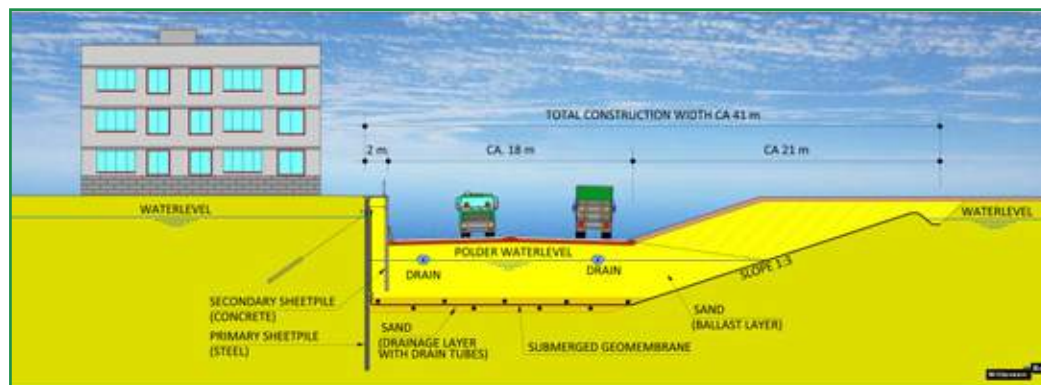 TOTAL CONSTRUCTION WIDTH CA 41 m
2 m.
CA. 18 m
CA 21 m
WATERLEVEL
WATERLEVEL
POLDER WATERLEVEL
DRAIN
DRAIN
SLOPE 1:3
SECONDARY SHEETPILE
(CONCRETE)
PRIMARY SHEETPILE
(STEEL)
SAND
(DRAINAGE LAYER
WITH DRAIN TUBES)
SUBMERGED GEOMEMBRANE
SAND
(BALLAST LAYER)